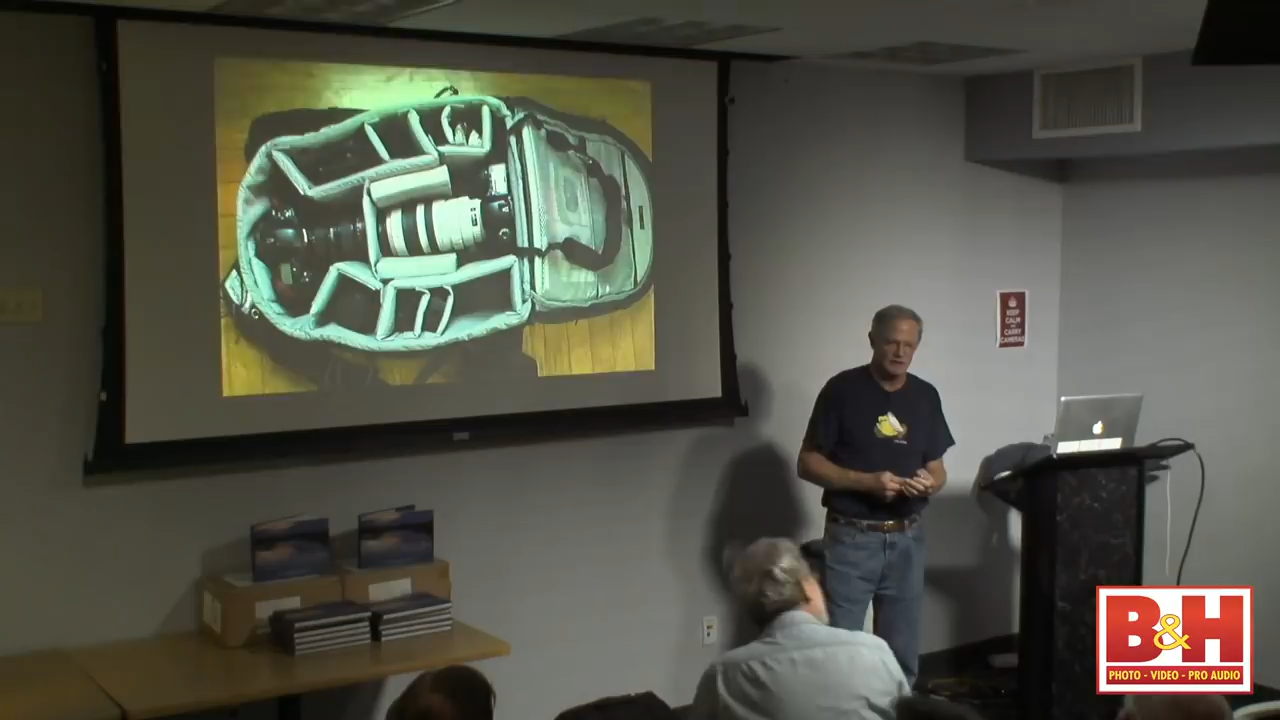 KEEP
CALM
AND
CARRY
CAMERAS
B&H
PHOTO - VIDEO - PRO AUDIO